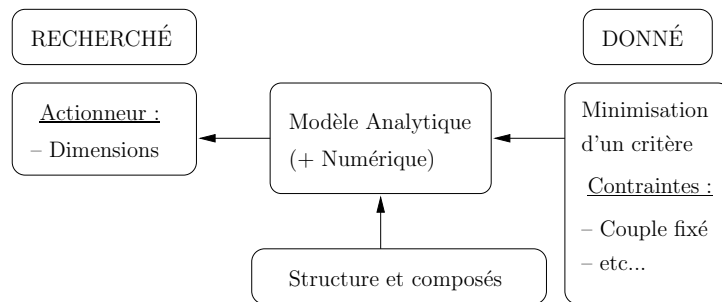 RECHERCHÉ
DONNÉ
Actionneur :
– Dimensions
Modèle Analytique
(+ Numérique)
Minimisation
d'un critère
Contraintes :
– Couple fixé
– etc...
Structure et composés